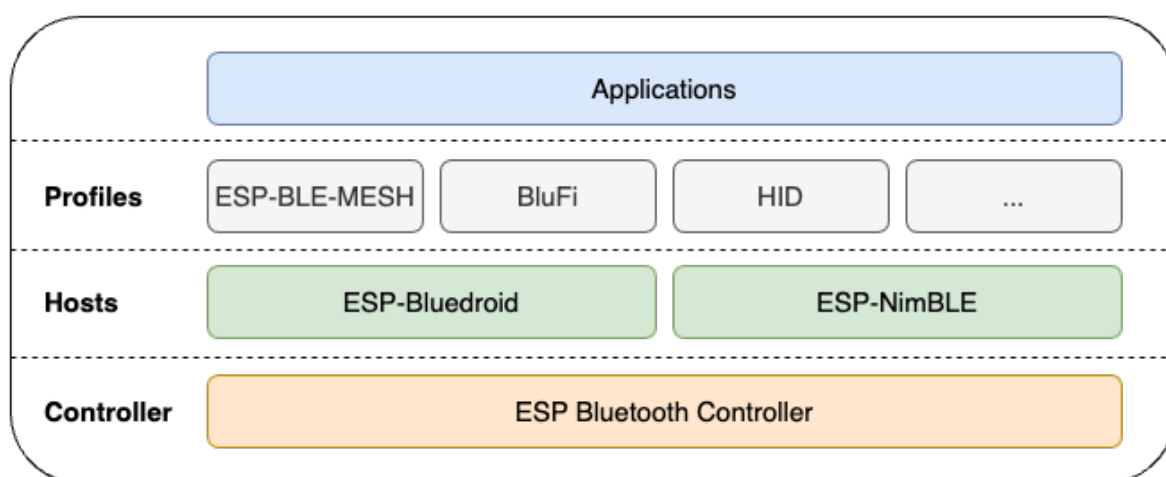 Applications
Profiles ESP-BLE-MESH BluFi HID ...
Hosts ESP-Bluedroid ESP-NimBLE
Controller ESP Bluetooth Controller